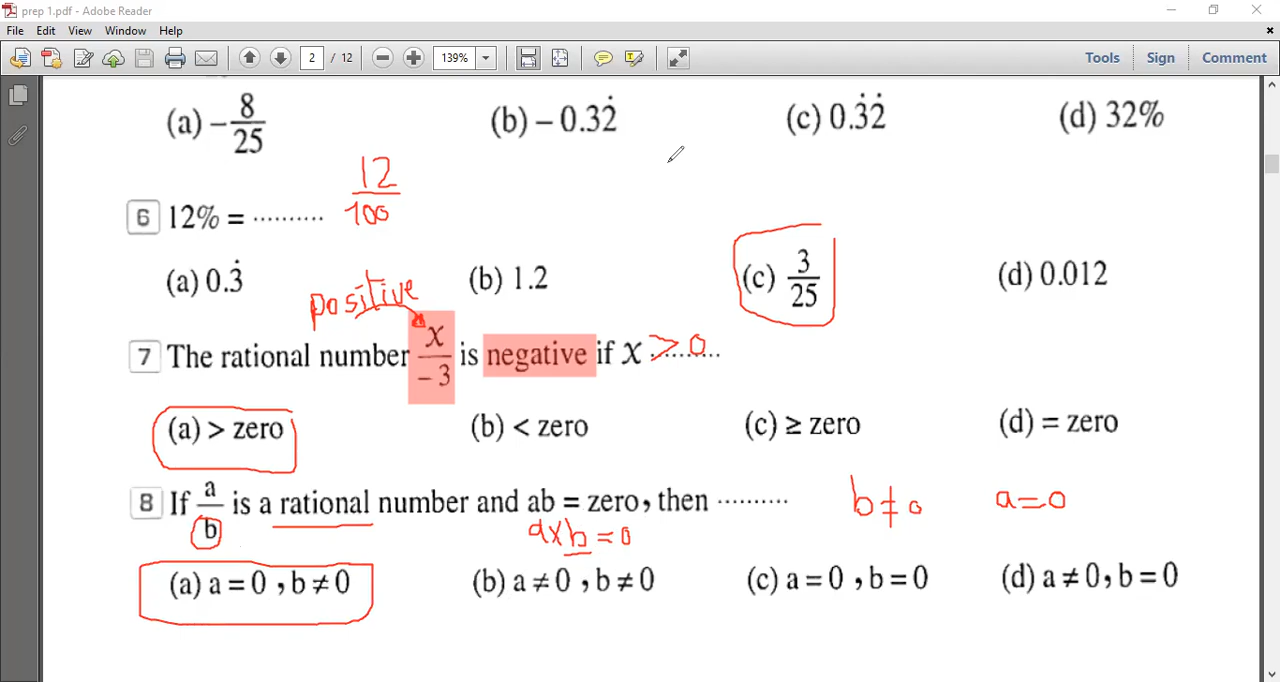 prep 1.pdf - Adobe Reader
File Edit View Window Help
2 / 12 139% Tools Sign Comment
(a) − 8/25 (b) − 0.32̇ (c) 0.3̇2̇ (d) 32%
12/100
6 12% = ··········
(a) 0.3̇ (b) 1.2 (c) 3/25 (d) 0.012
positive
7 The rational number x/−3 is negative if x > 0 ··········
(a) > zero (b) < zero (c) ≥ zero (d) = zero
8 If a/b is a rational number and ab = zero, then ·········· b ≠ 0 a = 0
a×b = 0
(a) a = 0 , b ≠ 0 (b) a ≠ 0 , b ≠ 0 (c) a = 0 , b = 0 (d) a ≠ 0, b = 0